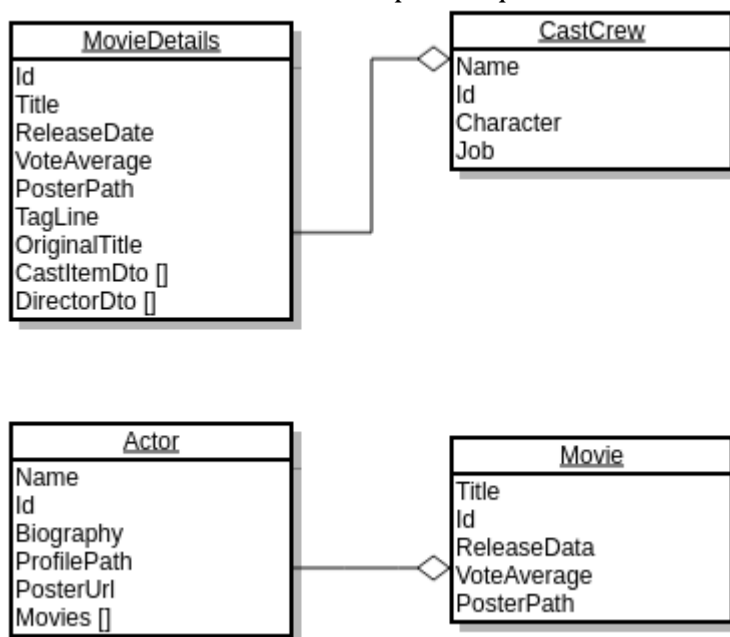 MovieDetails
Id
Title
ReleaseDate
VoteAverage
PosterPath
TagLine
OriginalTitle
CastItemDto []
DirectorDto []
CastCrew
Name
Id
Character
Job
Actor
Name
Id
Biography
ProfilePath
PosterUrl
Movies []
Movie
Title
Id
ReleaseData
VoteAverage
PosterPath